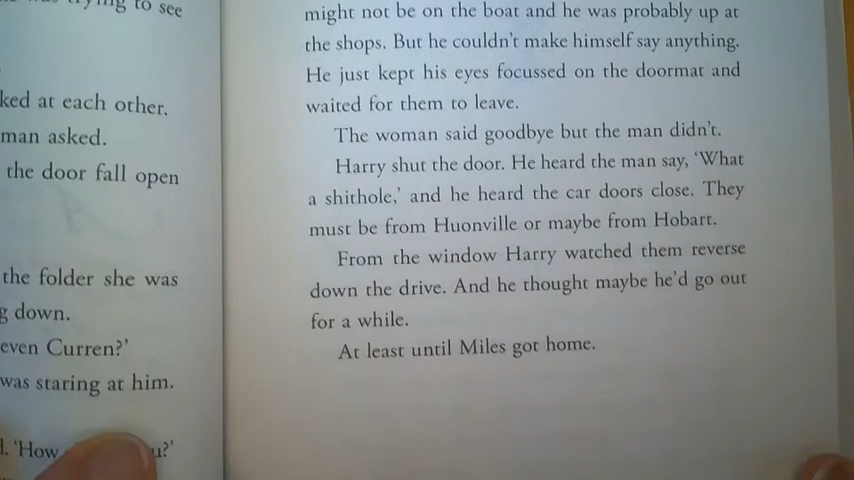 trying to see
ked at each other.
man asked.
the door fall open
the folder she was
g down.
even Curren?'
was staring at him.
'How
might not be on the boat and he was probably up at
the shops. But he couldn't make himself say anything.
He just kept his eyes focussed on the doormat and
waited for them to leave.
The woman said goodbye but the man didn't.
Harry shut the door. He heard the man say, 'What
a shithole,' and he heard the car doors close. They
must be from Huonville or maybe from Hobart.
From the window Harry watched them reverse
down the drive. And he thought maybe he'd go out
for a while.
At least until Miles got home.